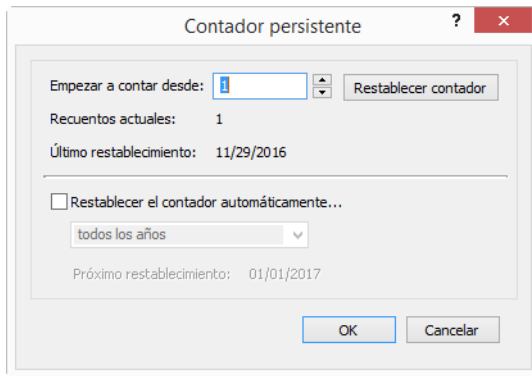 Contador persistente
?
×
Empezar a contar desde: 1 Restablecer contador
Recuentos actuales: 1
Último restablecimiento: 11/29/2016
Restablecer el contador automáticamente...
todos los años
Próximo restablecimiento: 01/01/2017
OK Cancelar